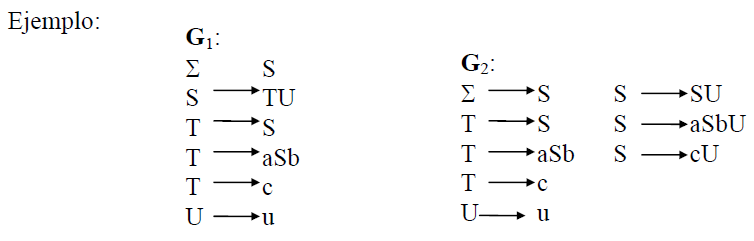 Ejemplo:
G1:
Σ S
S → TU
T → S
T → aSb
T → c
U → u
G2:
Σ → S S → SU
T → S S → aSbU
T → aSb S → cU
T → c
U → u